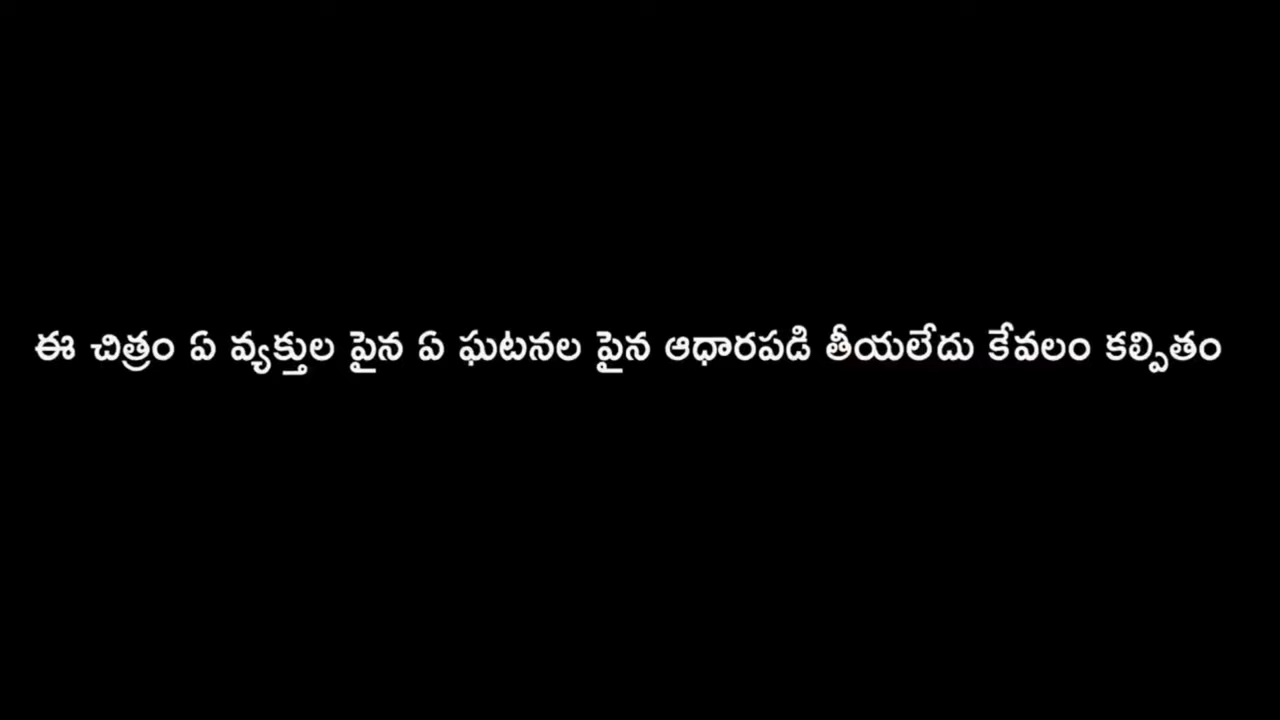 ఈ చిత్రం ఏ వ్యక్తుల పైన ఏ ఘటనల పైన ఆధారపడి తీయలేదు కేవలం కల్పితం